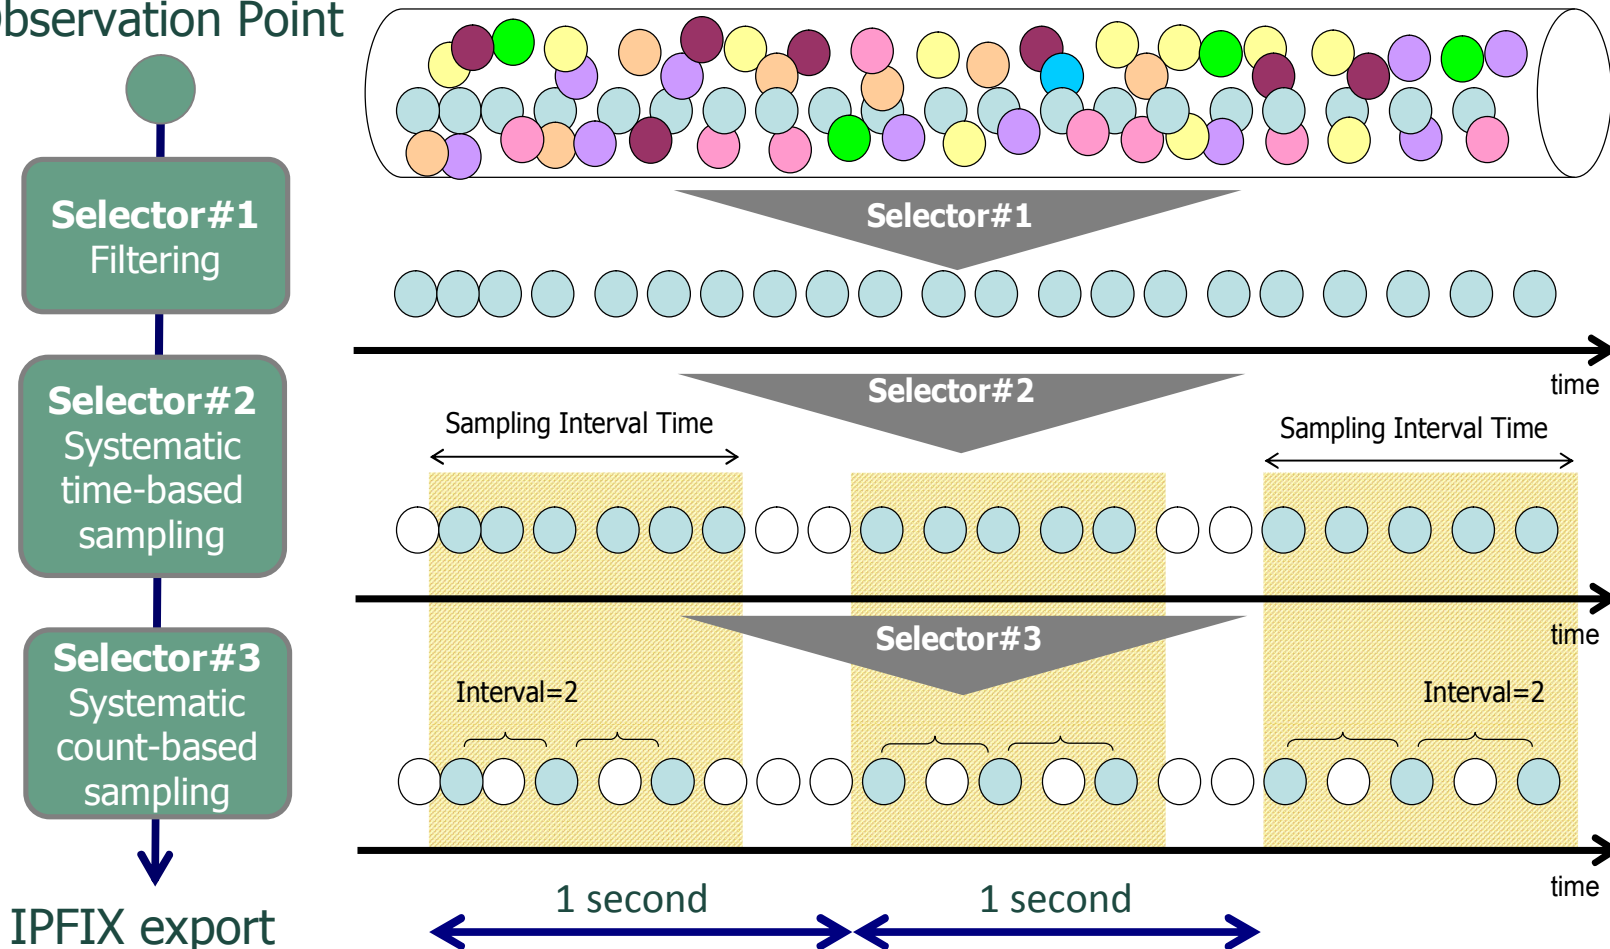 Observation Point
Selector#1
Filtering
Selector#2
Systematic
time-based
sampling
Selector#3
Systematic
count-based
sampling
IPFIX export
Selector#1
time
Selector#2
Sampling Interval Time
Sampling Interval Time
time
Selector#3
Interval=2
Interval=2
time
1 second
1 second